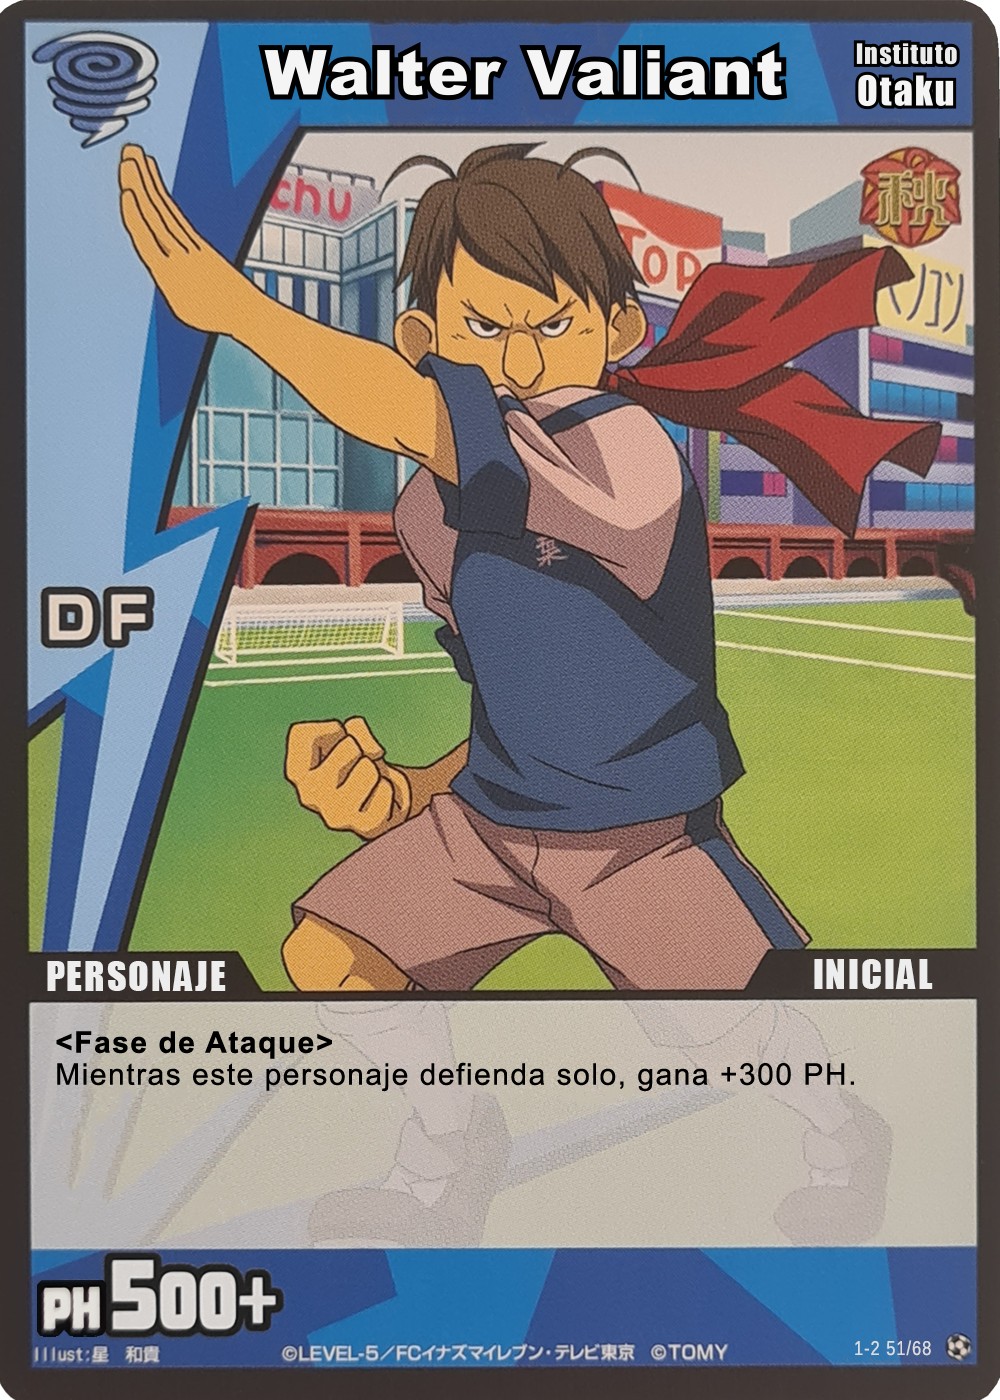 Walter Valiant
Instituto
Otaku
chu
TOP
秋
パソコン
葉
DF
PERSONAJE
INICIAL
<Fase de Ataque>
Mientras este personaje defienda solo, gana +300 PH.
PH 500+
Illust:星 和貴
©LEVEL-5/FCイナズマイレブン・テレビ東京 ©TOMY
1-2 51/68